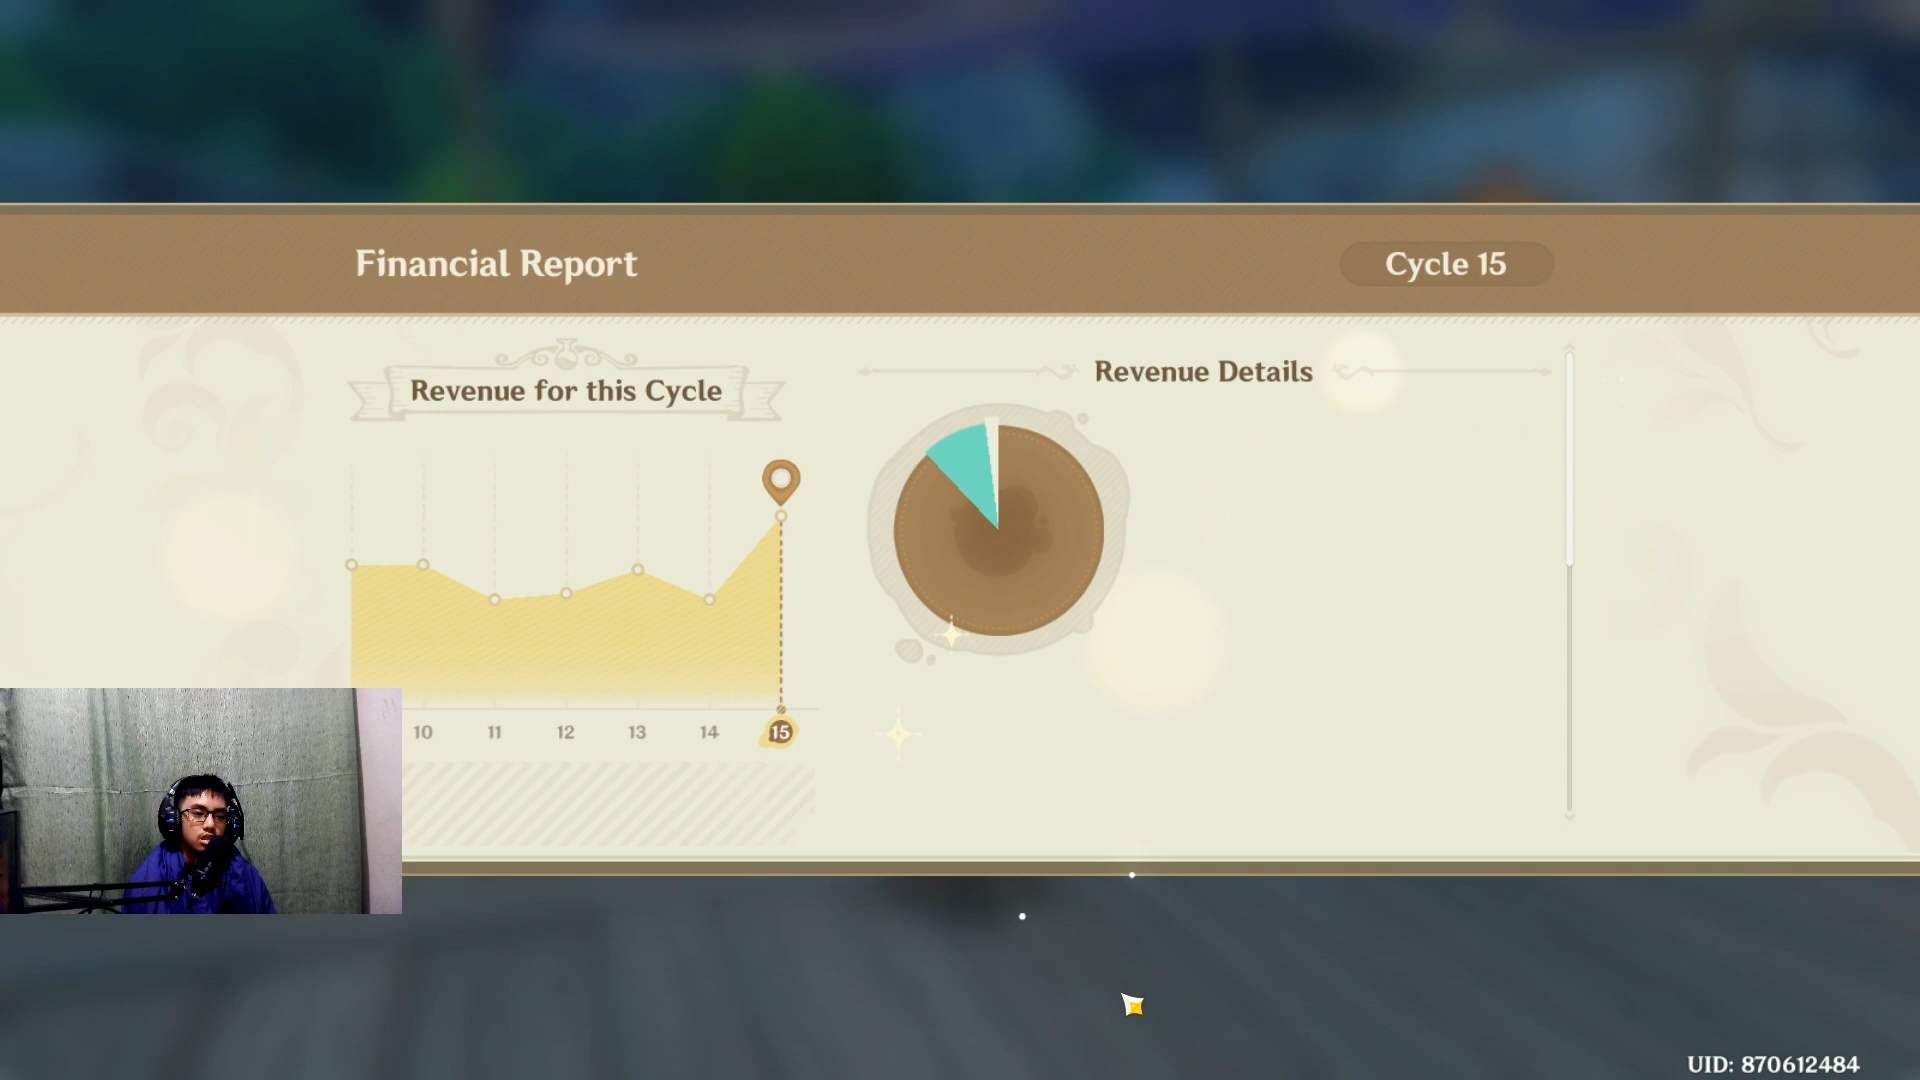 Financial Report
Cycle 15
Revenue for this Cycle
Revenue Details
10 11 12 13 14 15
UID: 870612484